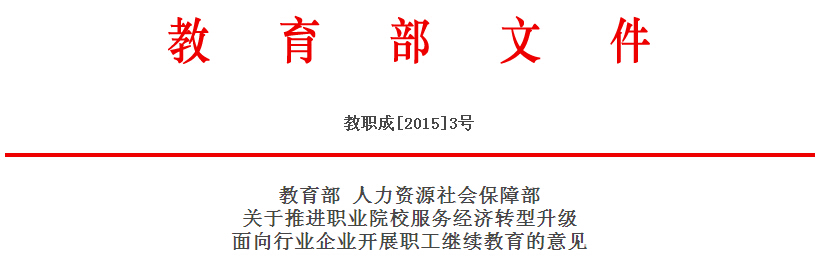 教育部文件
教职成[2015]3号
教育部 人力资源社会保障部
关于推进职业院校服务经济转型升级
面向行业企业开展职工继续教育的意见